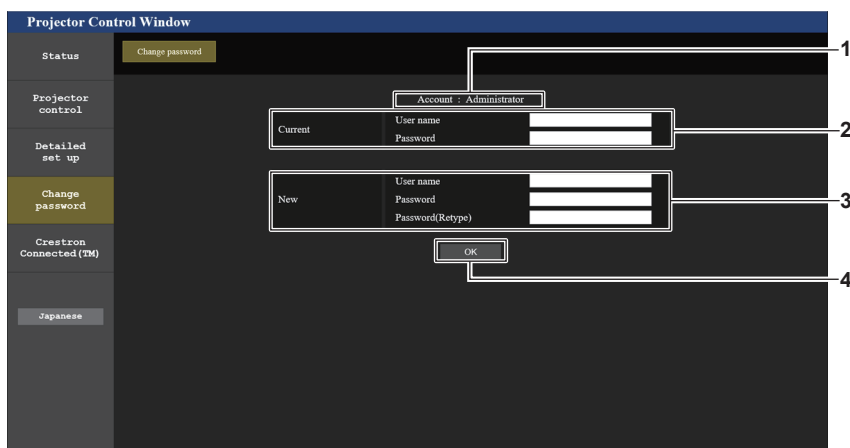 Projector Control Window
Status
Change password
1
Projector
control
Account : Administrator
Current
User name
Password
2
Detailed
set up
Change
password
New
User name
Password
Password(Retype)
3
Crestron
Connected(TM)
OK
4
Japanese